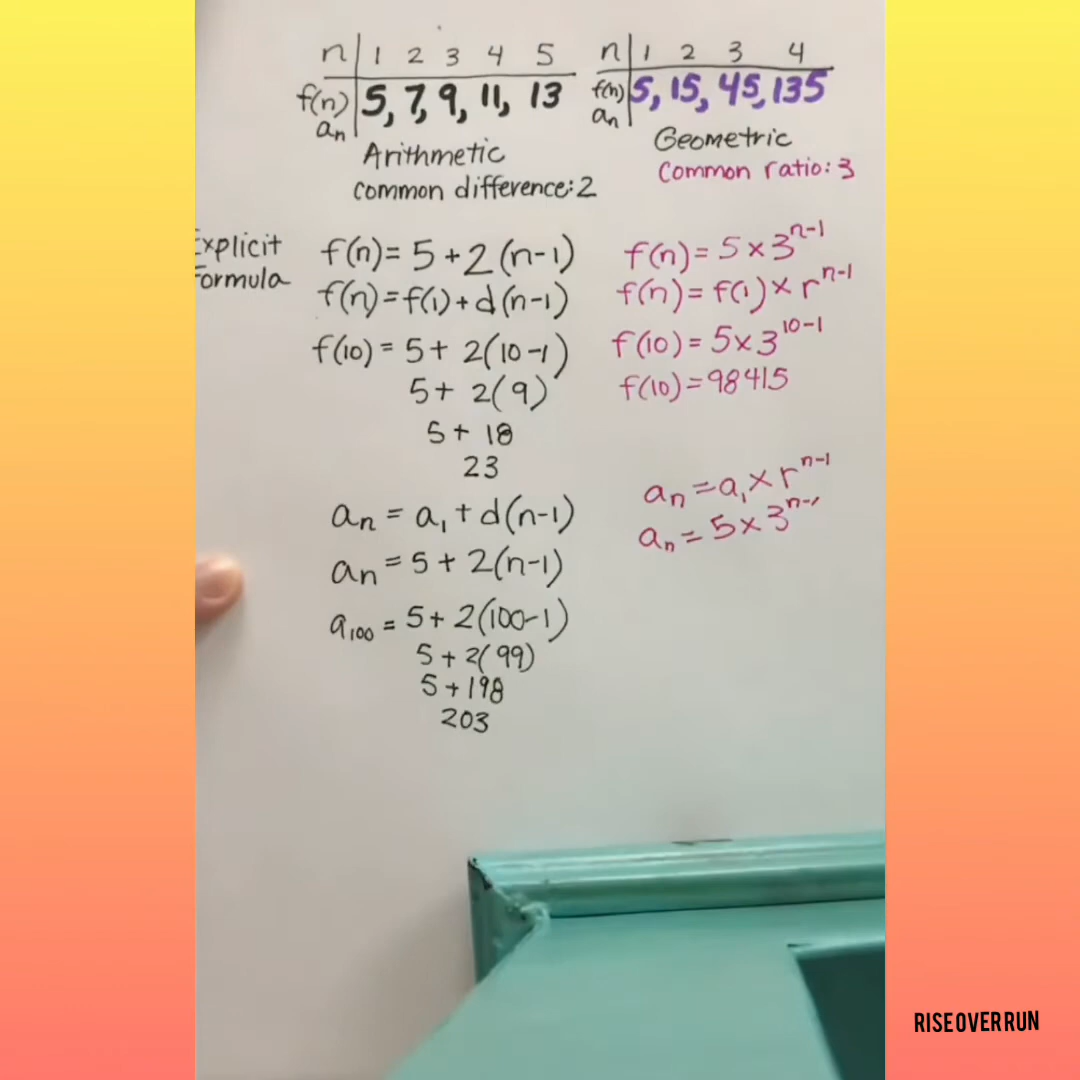 n 1 2 3 4 5
f(n) 5, 7, 9, 11, 13
an
Arithmetic
common difference: 2
n 1 2 3 4
f(n) 5, 15, 45, 135
an
Geometric
common ratio: 3
Explicit
Formula
f(n) = 5 + 2 (n-1)
f(n) = f(1) + d (n-1)
f(10) = 5 + 2(10-1)
5 + 2(9)
5 + 18
23
an = a1 + d(n-1)
an = 5 + 2(n-1)
a100 = 5 + 2(100-1)
5 + 2(99)
5 + 198
203
f(n) = 5 × 3^n-1
f(n) = f(1) × r^n-1
f(10) = 5 × 3^10-1
f(10) = 98415
an = a1 × r^n-1
an = 5 × 3^n-1
RISE OVER RUN